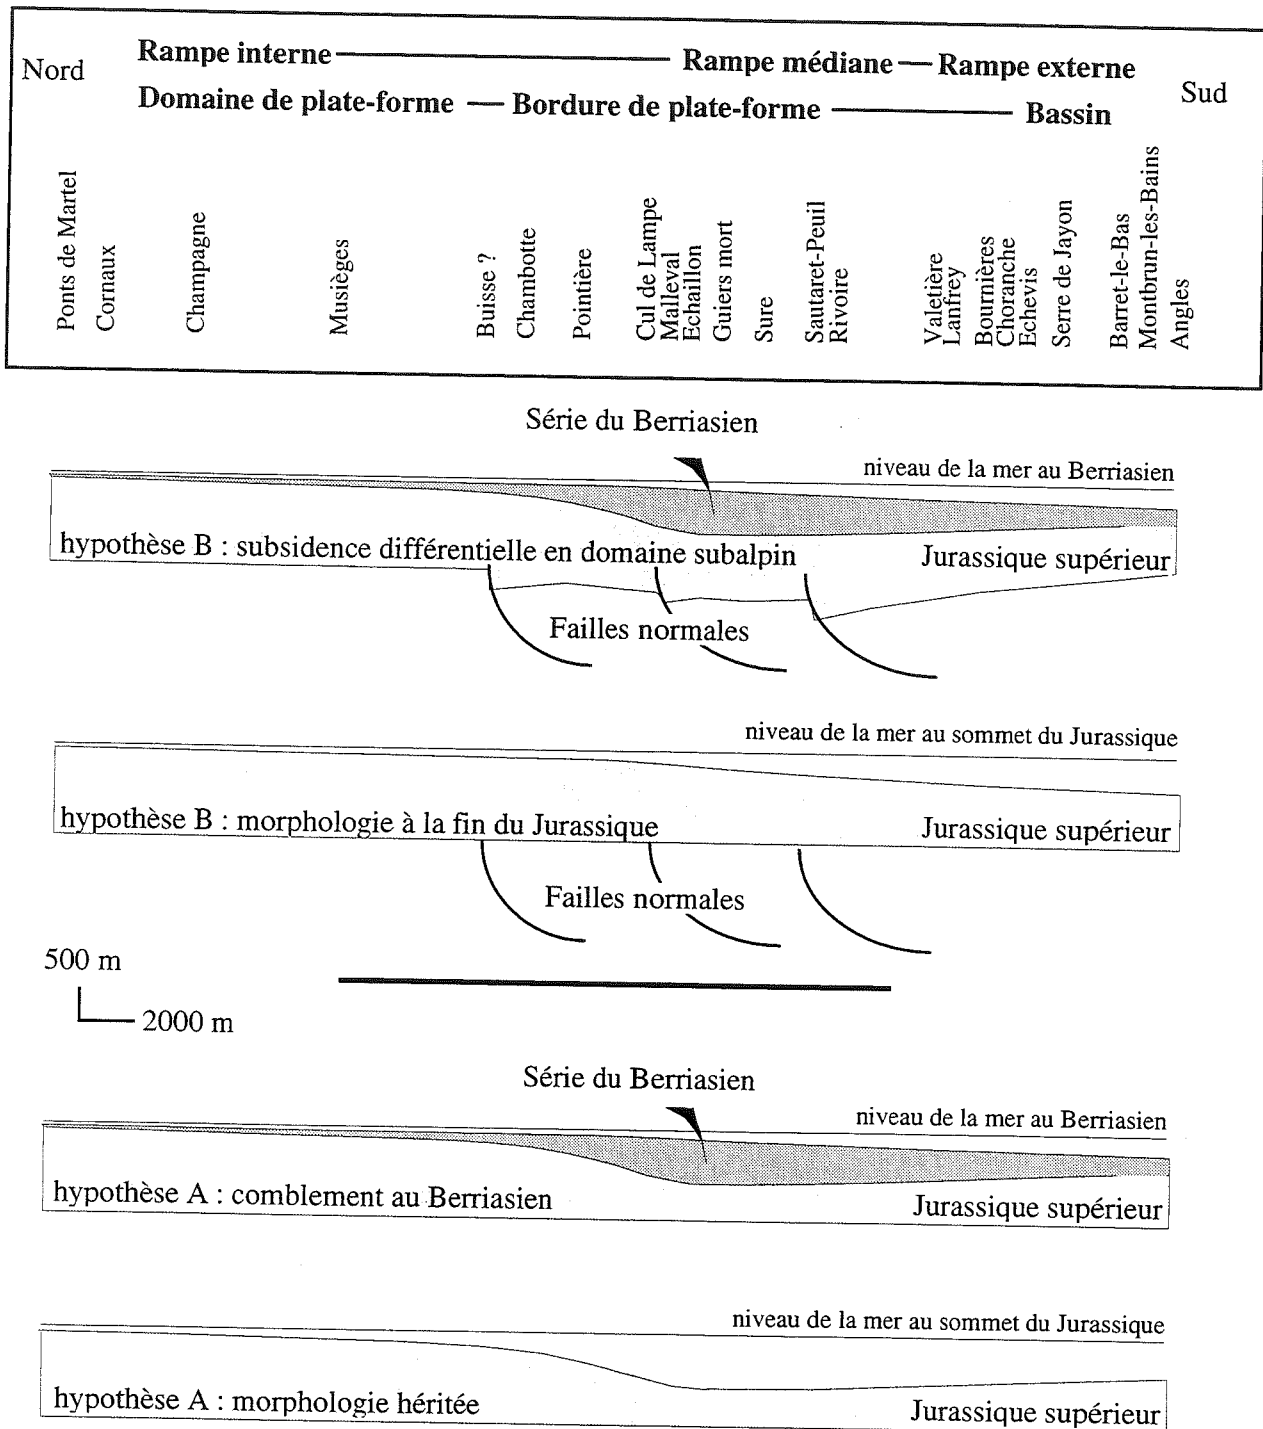 Nord
Rampe interne
Rampe médiane
Rampe externe
Sud
Domaine de plate-forme
Bordure de plate-forme
Bassin
Ponts de Martel
Cornaux
Champagne
Musièges
Buisse ?
Chambotte
Pointière
Cul de Lampe
Malleval
Echaillon
Guiers mort
Sure
Sautaret-Peuil
Rivoire
Valetière
Lanfrey
Bournières
Choranche
Echevis
Serre de Jayon
Barret-le-Bas
Montbrun-les-Bains
Angles
Série du Berriasien
niveau de la mer au Berriasien
hypothèse B : subsidence différentielle en domaine subalpin
Jurassique supérieur
Failles normales
niveau de la mer au sommet du Jurassique
hypothèse B : morphologie à la fin du Jurassique
Jurassique supérieur
Failles normales
500 m
2000 m
Série du Berriasien
niveau de la mer au Berriasien
hypothèse A : comblement au Berriasien
Jurassique supérieur
niveau de la mer au sommet du Jurassique
hypothèse A : morphologie héritée
Jurassique supérieur